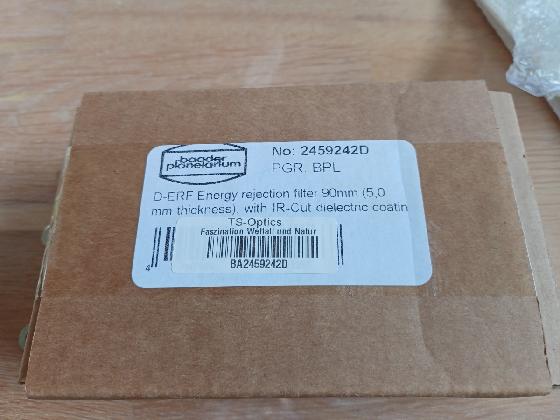 baader
planetarium
No: 2459242D
PGR. BPL
D-ERF Energy rejection filter 90mm (5,0
mm thickness), with IR-Cut dielectric coatin
TS-Optics
Faszination Weltall und Natur
BA2459242D